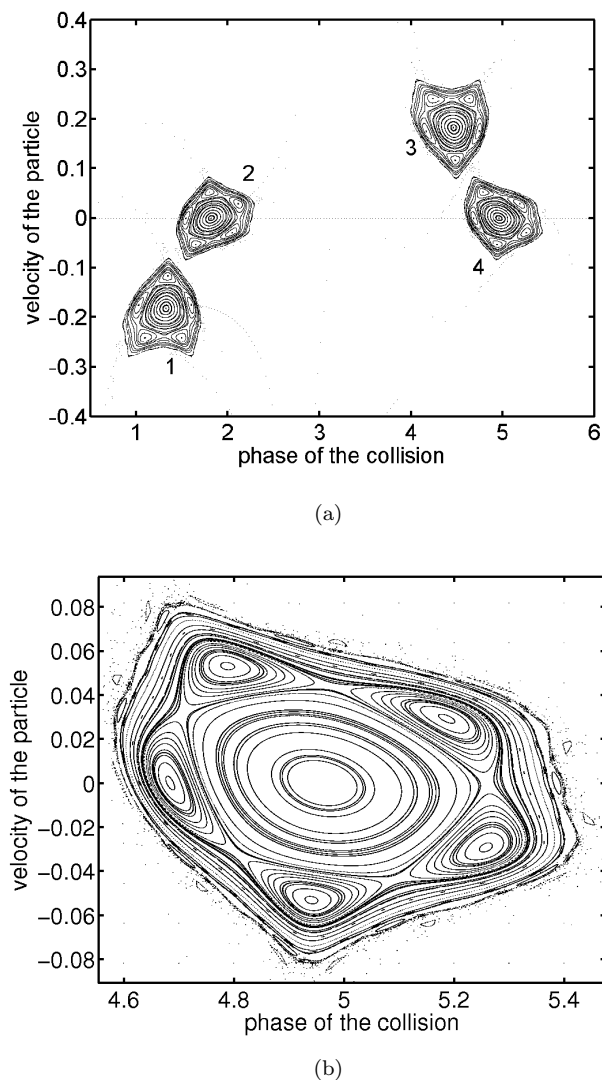 0.4
0.3
0.2
0.1
0
-0.1
-0.2
-0.3
-0.4
velocity of the particle
1
2
3
4
1 2 3 4 5 6
phase of the collision
(a)
0.08
0.06
0.04
0.02
0
−0.02
−0.04
−0.06
−0.08
velocity of the particle
4.6 4.8 5 5.2 5.4
phase of the collision
(b)